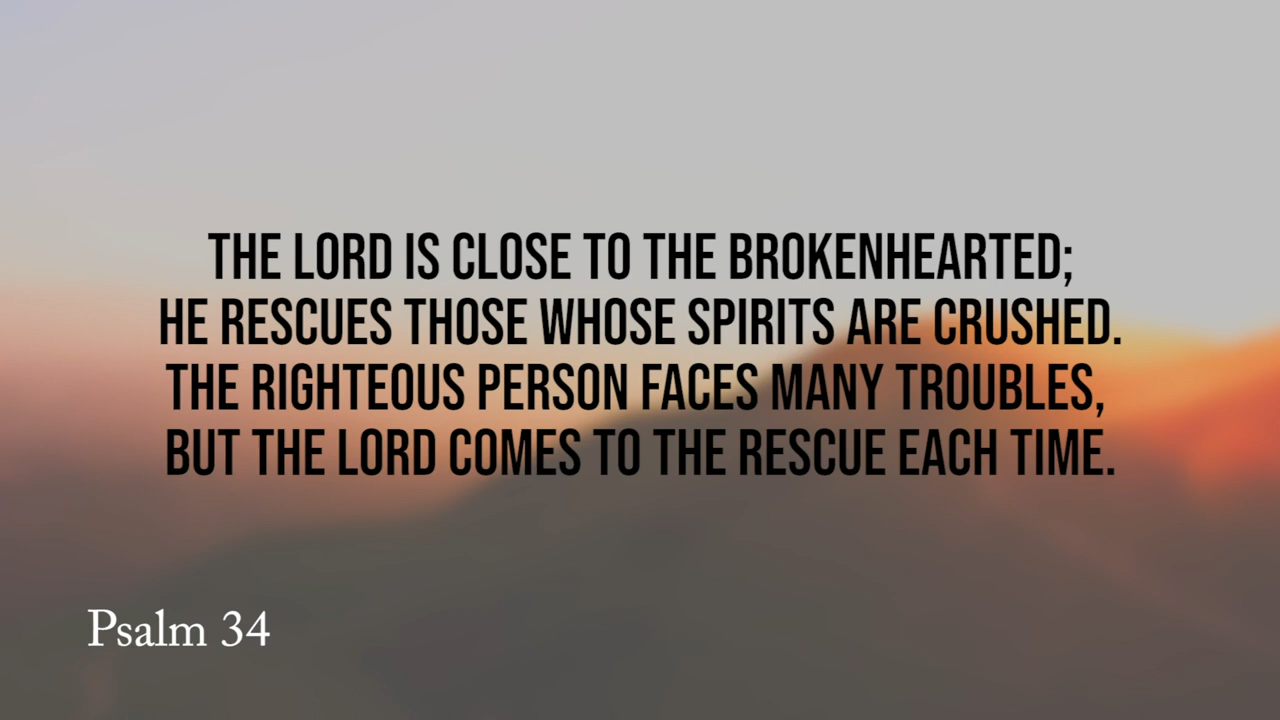 THE LORD IS CLOSE TO THE BROKENHEARTED;
HE RESCUES THOSE WHOSE SPIRITS ARE CRUSHED.
THE RIGHTEOUS PERSON FACES MANY TROUBLES,
BUT THE LORD COMES TO THE RESCUE EACH TIME.
Psalm 34